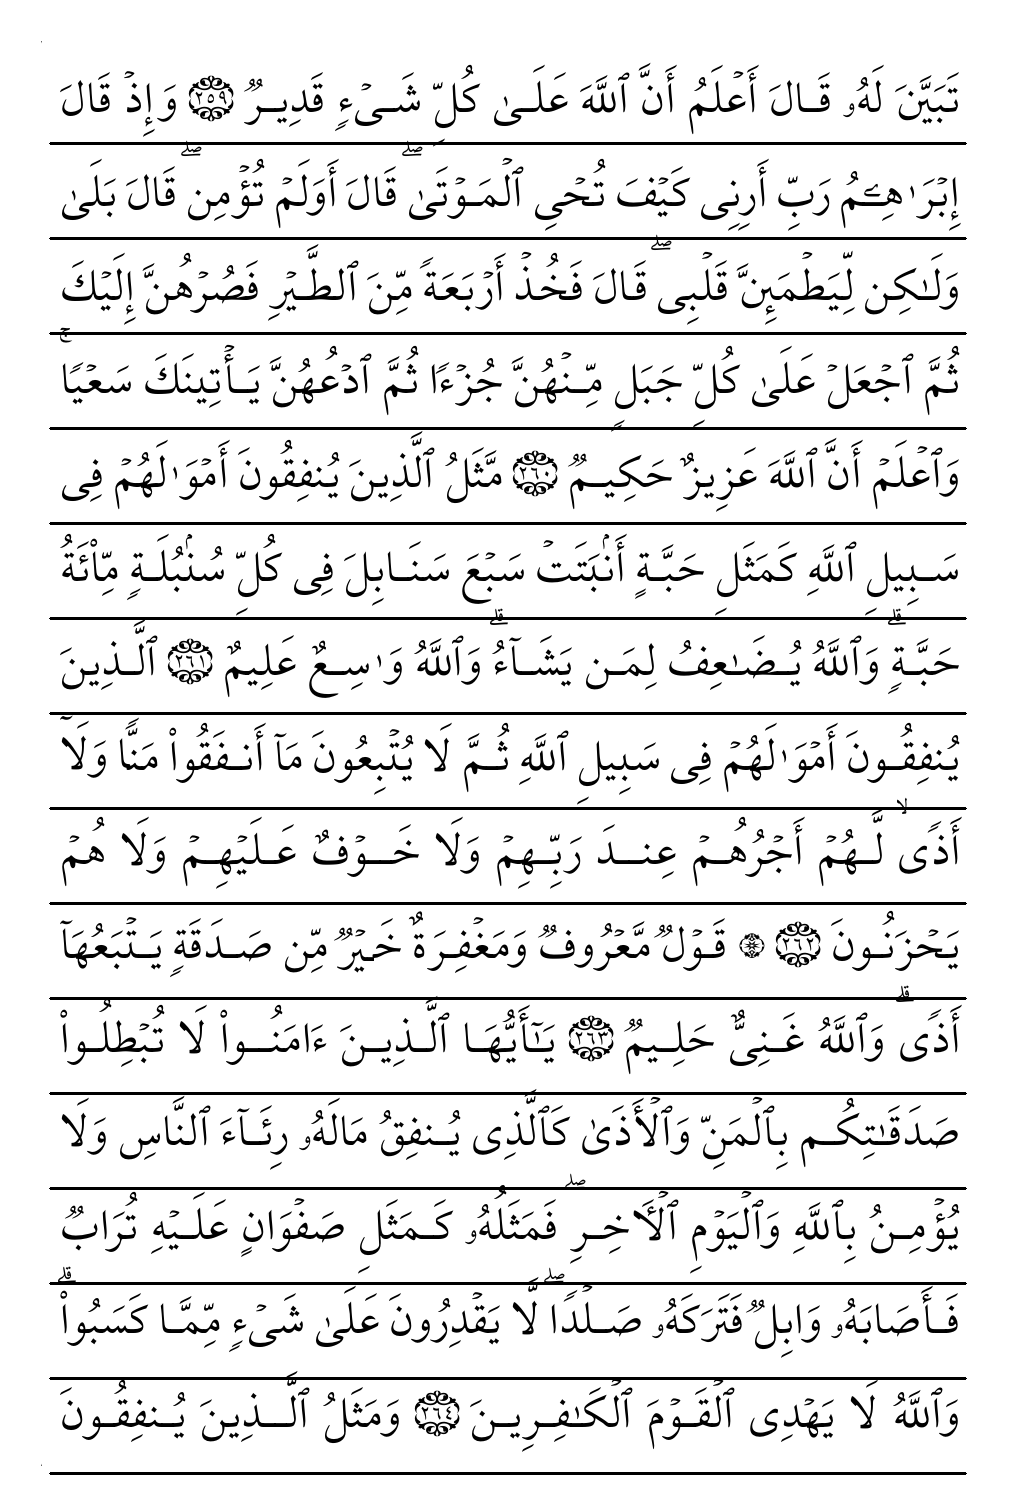 تَبَيَّنَ لَهُۥ قَالَ أَعْلَمُ أَنَّ ٱللَّهَ عَلَىٰ كُلِّ شَىْءٍ قَدِيرٌ ٢٥٩ وَإِذْ قَالَ
إِبْرَٰهِـۧمُ رَبِّ أَرِنِى كَيْفَ تُحْىِ ٱلْمَوْتَىٰ ۖ قَالَ أَوَلَمْ تُؤْمِن ۖ قَالَ بَلَىٰ
وَلَـٰكِن لِّيَطْمَئِنَّ قَلْبِى ۖ قَالَ فَخُذْ أَرْبَعَةً مِّنَ ٱلطَّيْرِ فَصُرْهُنَّ إِلَيْكَ
ثُمَّ ٱجْعَلْ عَلَىٰ كُلِّ جَبَلٍ مِّنْهُنَّ جُزْءًا ثُمَّ ٱدْعُهُنَّ يَأْتِينَكَ سَعْيًا ۚ
وَٱعْلَمْ أَنَّ ٱللَّهَ عَزِيزٌ حَكِيمٌ ٢٦٠ مَّثَلُ ٱلَّذِينَ يُنفِقُونَ أَمْوَٰلَهُمْ فِى
سَبِيلِ ٱللَّهِ كَمَثَلِ حَبَّةٍ أَنۢبَتَتْ سَبْعَ سَنَابِلَ فِى كُلِّ سُنۢبُلَةٍ مِّا۟ئَةُ
حَبَّةٍ ۗ وَٱللَّهُ يُضَـٰعِفُ لِمَن يَشَآءُ ۗ وَٱللَّهُ وَٰسِعٌ عَلِيمٌ ٢٦١ ٱلَّذِينَ
يُنفِقُونَ أَمْوَٰلَهُمْ فِى سَبِيلِ ٱللَّهِ ثُمَّ لَا يُتْبِعُونَ مَآ أَنفَقُوا۟ مَنًّا وَلَآ
أَذًى ۙ لَّهُمْ أَجْرُهُمْ عِندَ رَبِّهِمْ وَلَا خَوْفٌ عَلَيْهِمْ وَلَا هُمْ
يَحْزَنُونَ ٢٦٢ ۞ قَوْلٌ مَّعْرُوفٌ وَمَغْفِرَةٌ خَيْرٌ مِّن صَدَقَةٍ يَتْبَعُهَآ
أَذًى ۗ وَٱللَّهُ غَنِىٌّ حَلِيمٌ ٢٦٣ يَـٰٓأَيُّهَا ٱلَّذِينَ ءَامَنُوا۟ لَا تُبْطِلُوا۟
صَدَقَـٰتِكُم بِٱلْمَنِّ وَٱلْأَذَىٰ كَٱلَّذِى يُنفِقُ مَالَهُۥ رِئَآءَ ٱلنَّاسِ وَلَا
يُؤْمِنُ بِٱللَّهِ وَٱلْيَوْمِ ٱلْـَٔاخِرِ ۖ فَمَثَلُهُۥ كَمَثَلِ صَفْوَانٍ عَلَيْهِ تُرَابٌ
فَأَصَابَهُۥ وَابِلٌ فَتَرَكَهُۥ صَلْدًا ۖ لَّا يَقْدِرُونَ عَلَىٰ شَىْءٍ مِّمَّا كَسَبُوا۟ ۗ
وَٱللَّهُ لَا يَهْدِى ٱلْقَوْمَ ٱلْكَـٰفِرِينَ ٢٦٤ وَمَثَلُ ٱلَّذِينَ يُنفِقُونَ